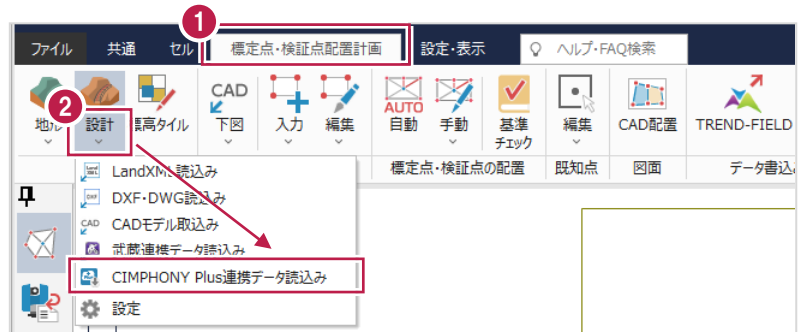 1
ファイル 共通 セル 標定点・検証点配置計画 設定・表示 ヘルプ・FAQ検索
2
CAD AUTO
設計 標高タイル 下図 入力 編集 自動 手動 基準 編集 CAD配置 TREND-FIELD
チェック
標定点・検証点の配置 既知点 図面 データ書込
LandXML読込み
DXF・DWG読込み
CAD CADモデル取込み
武蔵連携データ読込み
CIMPHONY Plus連携データ読込み
設定